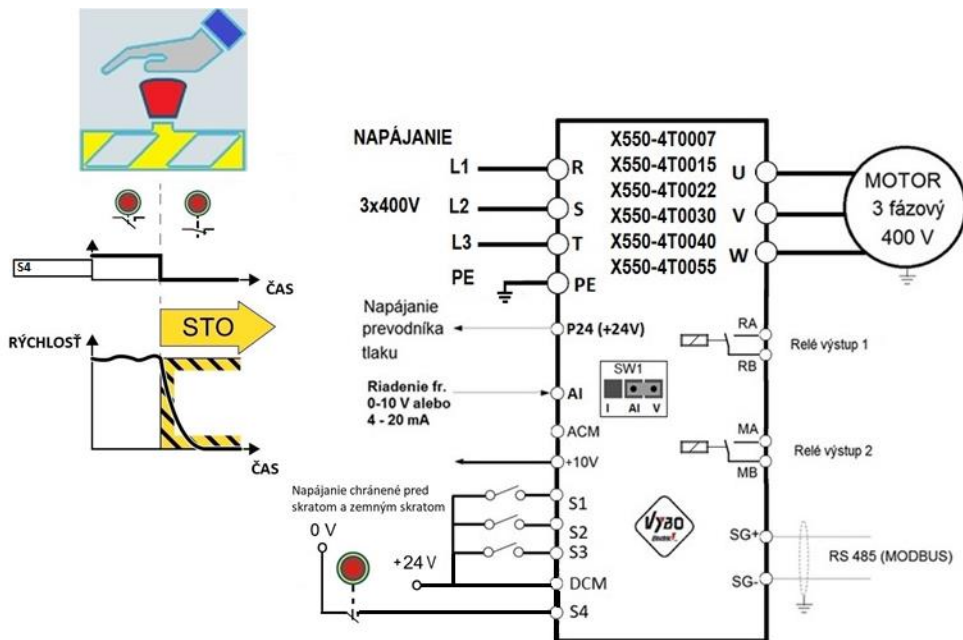 S4
ČAS
STO
RÝCHLOSŤ
ČAS
NAPÁJANIE
3x400V
L1
L2
L3
PE
R
S
T
PE
X550-4T0007
X550-4T0015
X550-4T0022
X550-4T0030
X550-4T0040
X550-4T0055
U
V
W
MOTOR
3 fázový
400 V
Napájanie
prevodníka
tlaku
P24 (+24V)
Riadenie fr.
0-10 V alebo
4 - 20 mA
AI
SW1
I AI V
ACM
+10V
RA
RB
Relé výstup 1
MA
MB
Relé výstup 2
Napájanie chránené pred
skratom a zemným skratom
0 V
+24 V
S1
S2
S3
DCM
S4
VYBO
Electric
SG+
SG-
RS 485 (MODBUS)